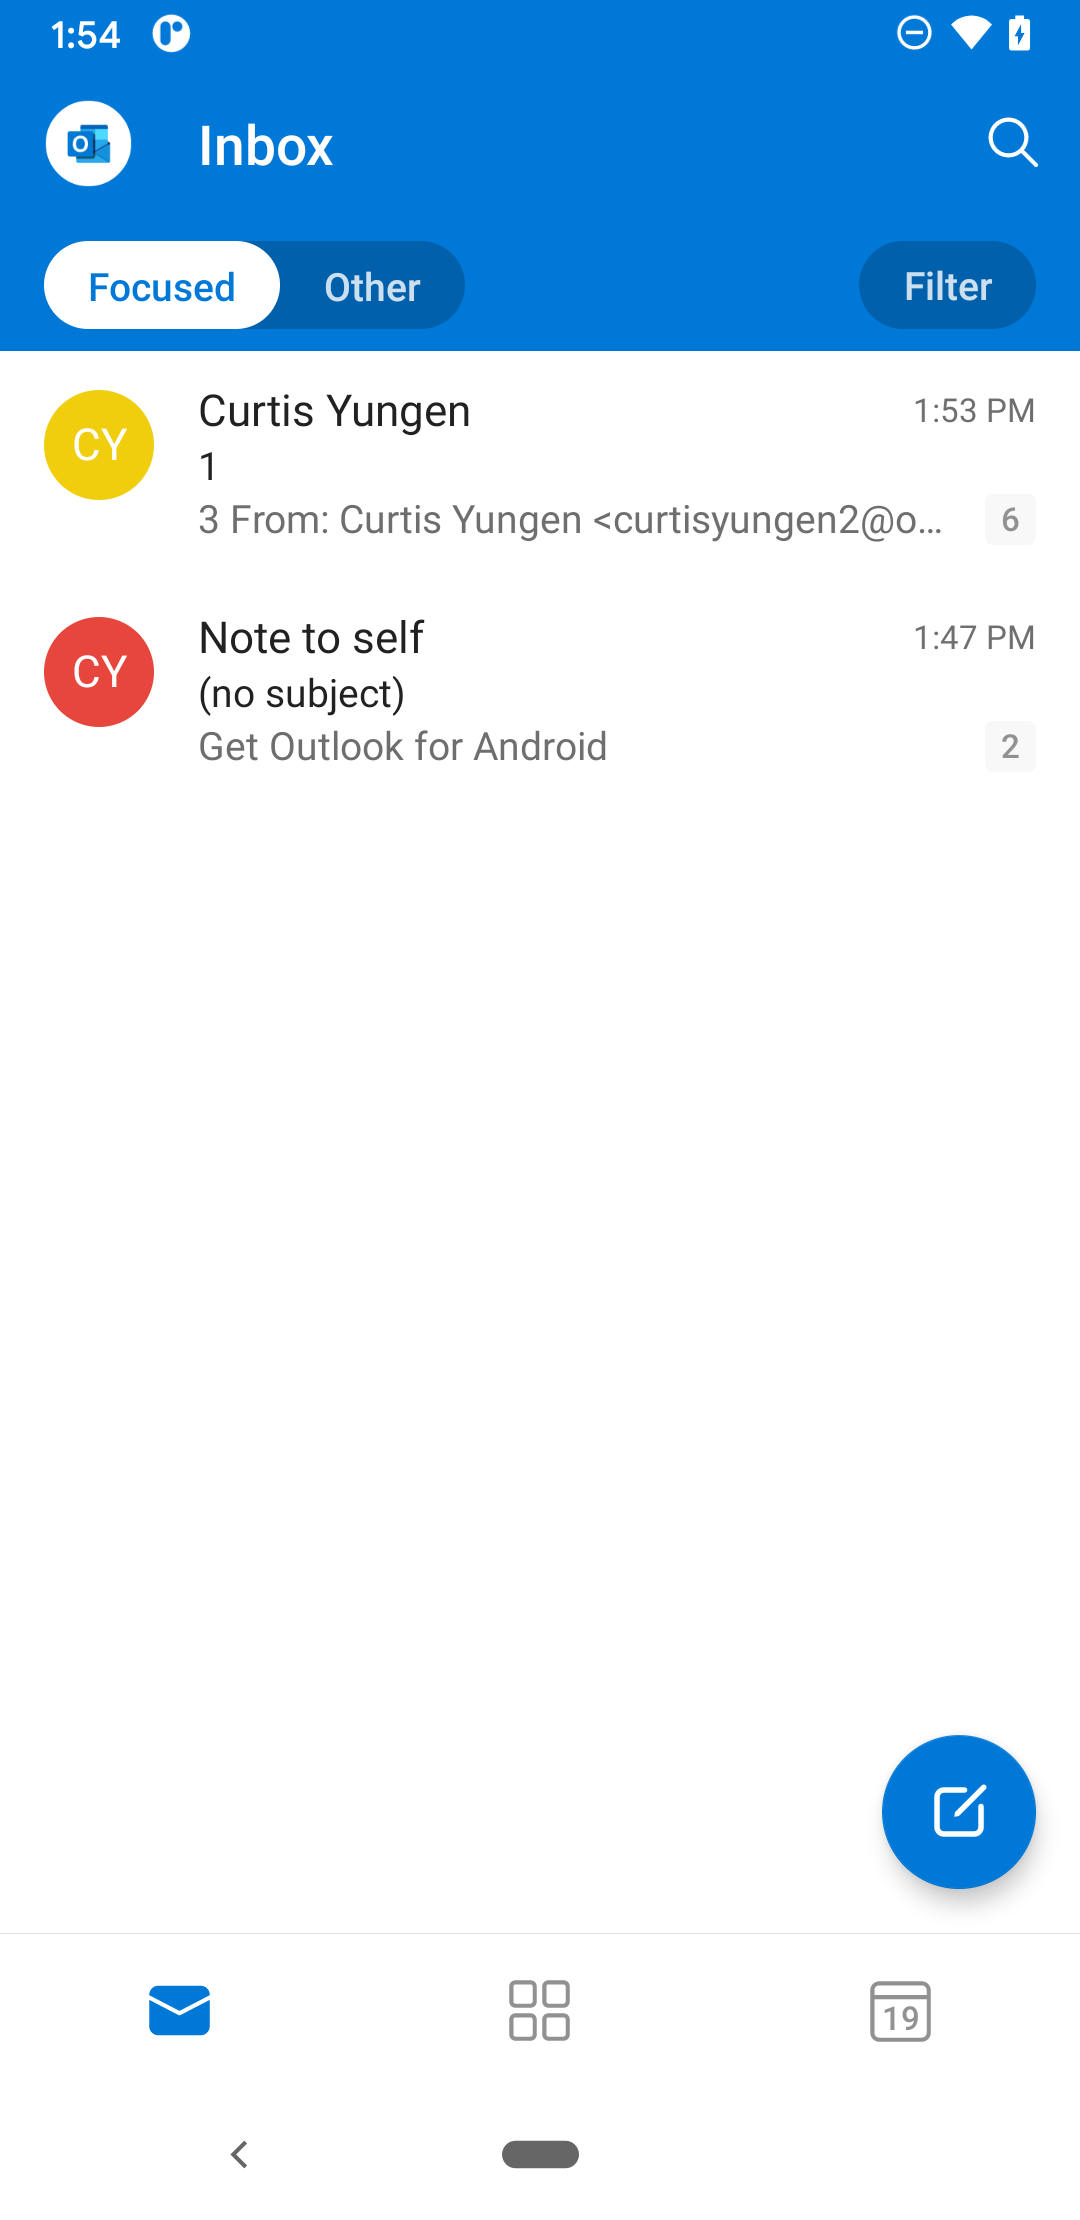 1:54
Inbox
Focused
Other
Filter
CY
Curtis Yungen
1:53 PM
1
3 From: Curtis Yungen <curtisyungen2@o...
6
CY
Note to self
1:47 PM
(no subject)
Get Outlook for Android
2
19